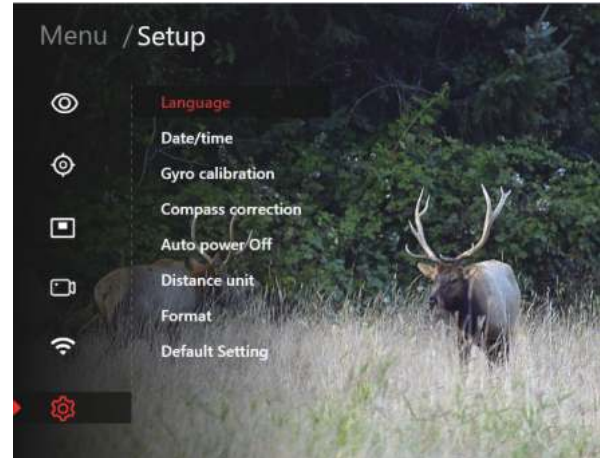 Menu / Setup
Language
Date/time
Gyro calibration
Compass correction
Auto power Off
Distance unit
Format
Default Setting